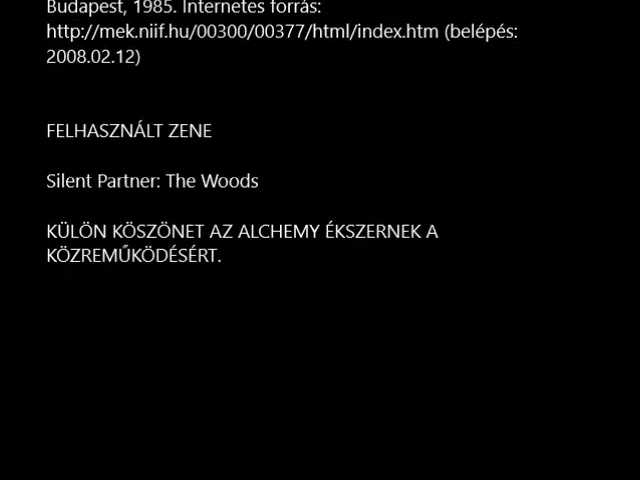 Budapest, 1985. Internetes forrás:
http://mek.niif.hu/00300/00377/html/index.htm (belépés:
2008.02.12)
FELHASZNÁLT ZENE
Silent Partner: The Woods
KÜLÖN KÖSZÖNET AZ ALCHEMY ÉKSZERNEK A
KÖZREMŰKÖDÉSÉRT.